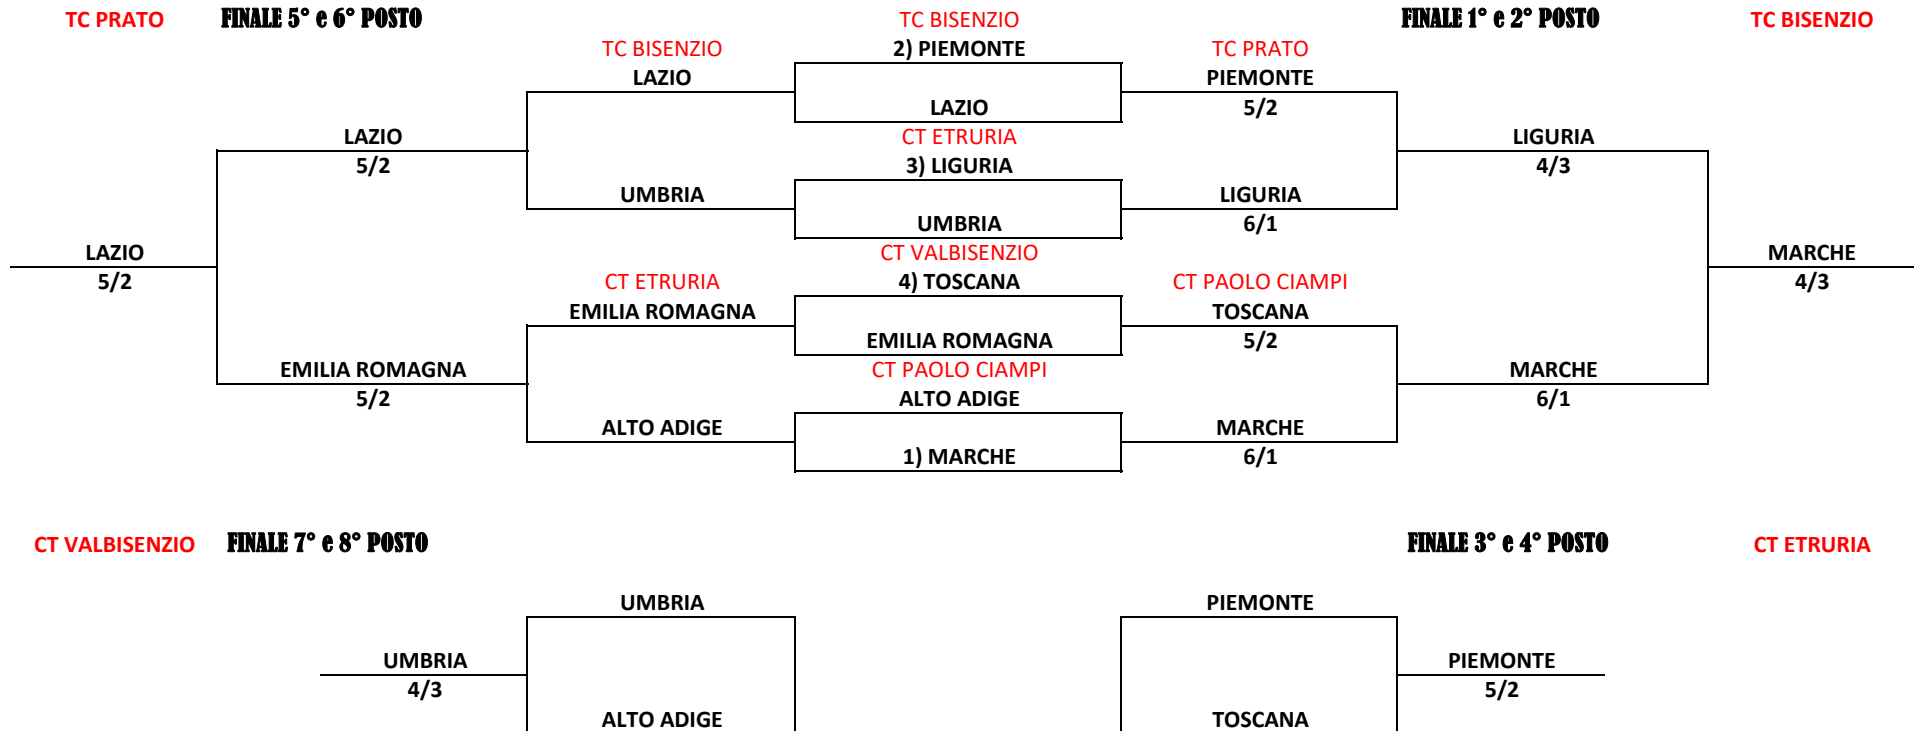 TC PRATO FINALE 5° e 6° POSTO TC BISENZIO FINALE 1° e 2° POSTO TC BISENZIO
TC BISENZIO 2) PIEMONTE TC PRATO
LAZIO PIEMONTE
LAZIO 5/2
LAZIO CT ETRURIA LIGURIA
5/2 3) LIGURIA 4/3
UMBRIA LIGURIA
UMBRIA 6/1
LAZIO CT VALBISENZIO MARCHE
5/2 CT ETRURIA 4) TOSCANA CT PAOLO CIAMPI 4/3
EMILIA ROMAGNA TOSCANA
EMILIA ROMAGNA 5/2
EMILIA ROMAGNA CT PAOLO CIAMPI MARCHE
5/2 ALTO ADIGE 6/1
ALTO ADIGE MARCHE
1) MARCHE 6/1
CT VALBISENZIO FINALE 7° e 8° POSTO FINALE 3° e 4° POSTO CT ETRURIA
UMBRIA PIEMONTE
UMBRIA PIEMONTE
4/3 5/2
ALTO ADIGE TOSCANA